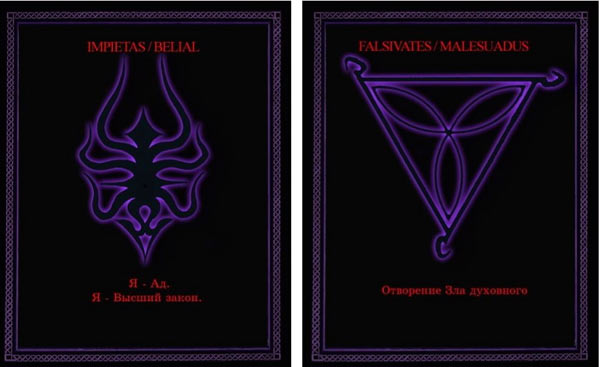 IMPIETAS / BELIAL
Я - Ад.
Я - Высший закон.
FALSIVATES / MALESUADUS
Отворение Зла духовного